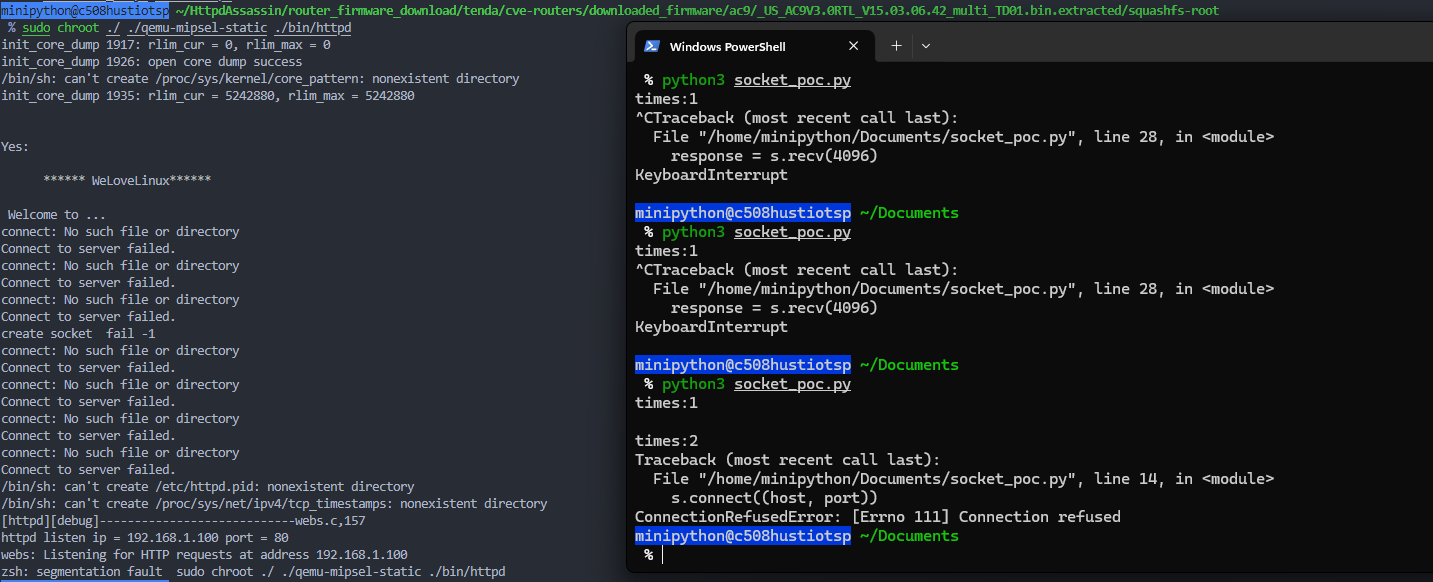 minipython@c508hustiotsp ~/HttpdAssassin/router_firmware_download/tenda/cve-routers/downloaded_firmware/ac9/_US_AC9V3.0RTL_V15.03.06.42_multi_TD01.bin.extracted/squashfs-root
% sudo chroot ./ ./qemu-mipsel-static ./bin/httpd
init_core_dump 1917: rlim_cur = 0, rlim_max = 0
init_core_dump 1926: open core dump success
/bin/sh: can't create /proc/sys/kernel/core_pattern: nonexistent directory
init_core_dump 1935: rlim_cur = 5242880, rlim_max = 5242880
Yes:
****** WeLoveLinux******
Welcome to ...
connect: No such file or directory
Connect to server failed.
connect: No such file or directory
Connect to server failed.
connect: No such file or directory
Connect to server failed.
create socket  fail -1
connect: No such file or directory
Connect to server failed.
connect: No such file or directory
Connect to server failed.
connect: No such file or directory
Connect to server failed.
connect: No such file or directory
Connect to server failed.
/bin/sh: can't create /etc/httpd.pid: nonexistent directory
/bin/sh: can't create /proc/sys/net/ipv4/tcp_timestamps: nonexistent directory
[httpd][debug]----------------------------webs.c,157
httpd listen ip = 192.168.1.100 port = 80
webs: Listening for HTTP requests at address 192.168.1.100
zsh: segmentation fault  sudo chroot ./ ./qemu-mipsel-static ./bin/httpd
Windows PowerShell
% python3 socket_poc.py
times:1
^CTraceback (most recent call last):
  File "/home/minipython/Documents/socket_poc.py", line 28, in <module>
    response = s.recv(4096)
KeyboardInterrupt
minipython@c508hustiotsp ~/Documents
% python3 socket_poc.py
times:1
^CTraceback (most recent call last):
  File "/home/minipython/Documents/socket_poc.py", line 28, in <module>
    response = s.recv(4096)
KeyboardInterrupt
minipython@c508hustiotsp ~/Documents
% python3 socket_poc.py
times:1
times:2
Traceback (most recent call last):
  File "/home/minipython/Documents/socket_poc.py", line 14, in <module>
    s.connect((host, port))
ConnectionRefusedError: [Errno 111] Connection refused
minipython@c508hustiotsp ~/Documents
%